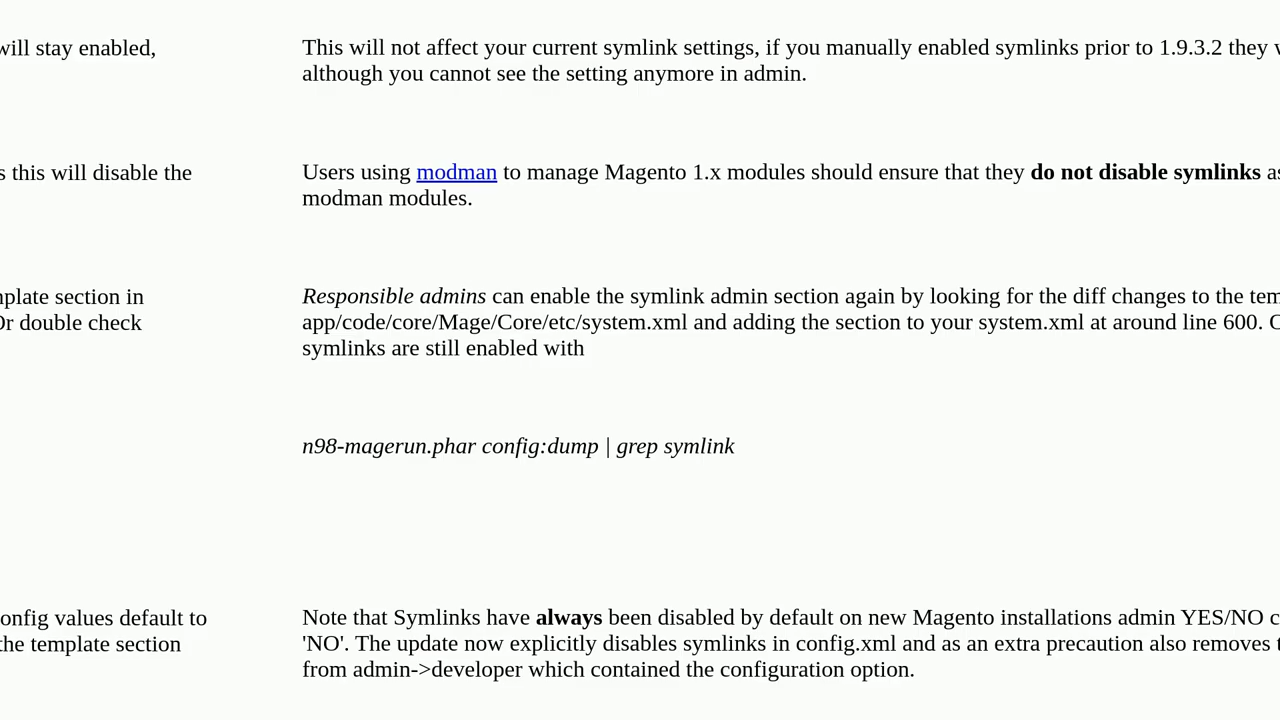 will stay enabled,
This will not affect your current symlink settings, if you manually enabled symlinks prior to 1.9.3.2 they
although you cannot see the setting anymore in admin.
this will disable the
Users using modman to manage Magento 1.x modules should ensure that they do not disable symlinks as
modman modules.
section in
Responsible admins can enable the symlink admin section again by looking for the diff changes to the
Or double check
app/code/core/Mage/Core/etc/system.xml and adding the section to your system.xml at around line 600.
symlinks are still enabled with
n98-magerun.phar config:dump | grep symlink
values default to
Note that Symlinks have always been disabled by default on new Magento installations admin YES/NO
the template section
'NO'. The update now explicitly disables symlinks in config.xml and as an extra precaution also removes
from admin->developer which contained the configuration option.